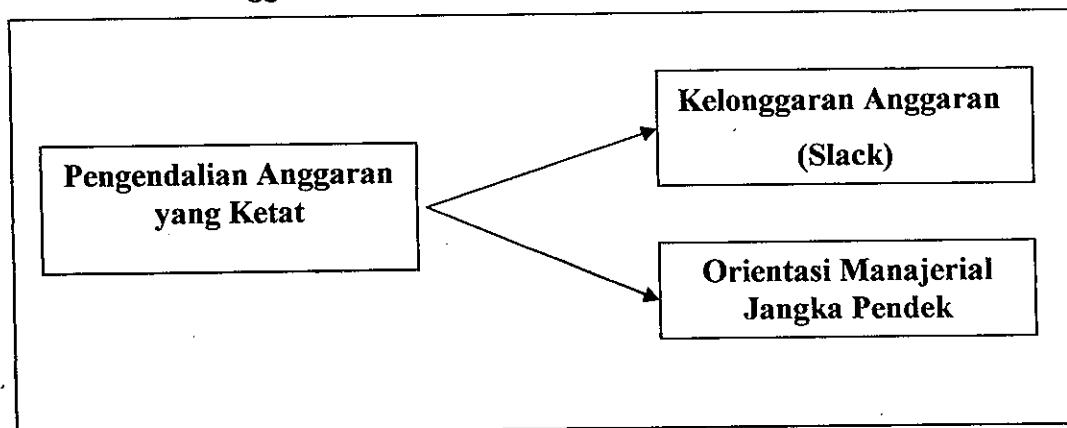 Pengendalian Anggaran
yang Ketat
Kelonggaran Anggaran
(Slack)
Orientasi Manajerial
Jangka Pendek